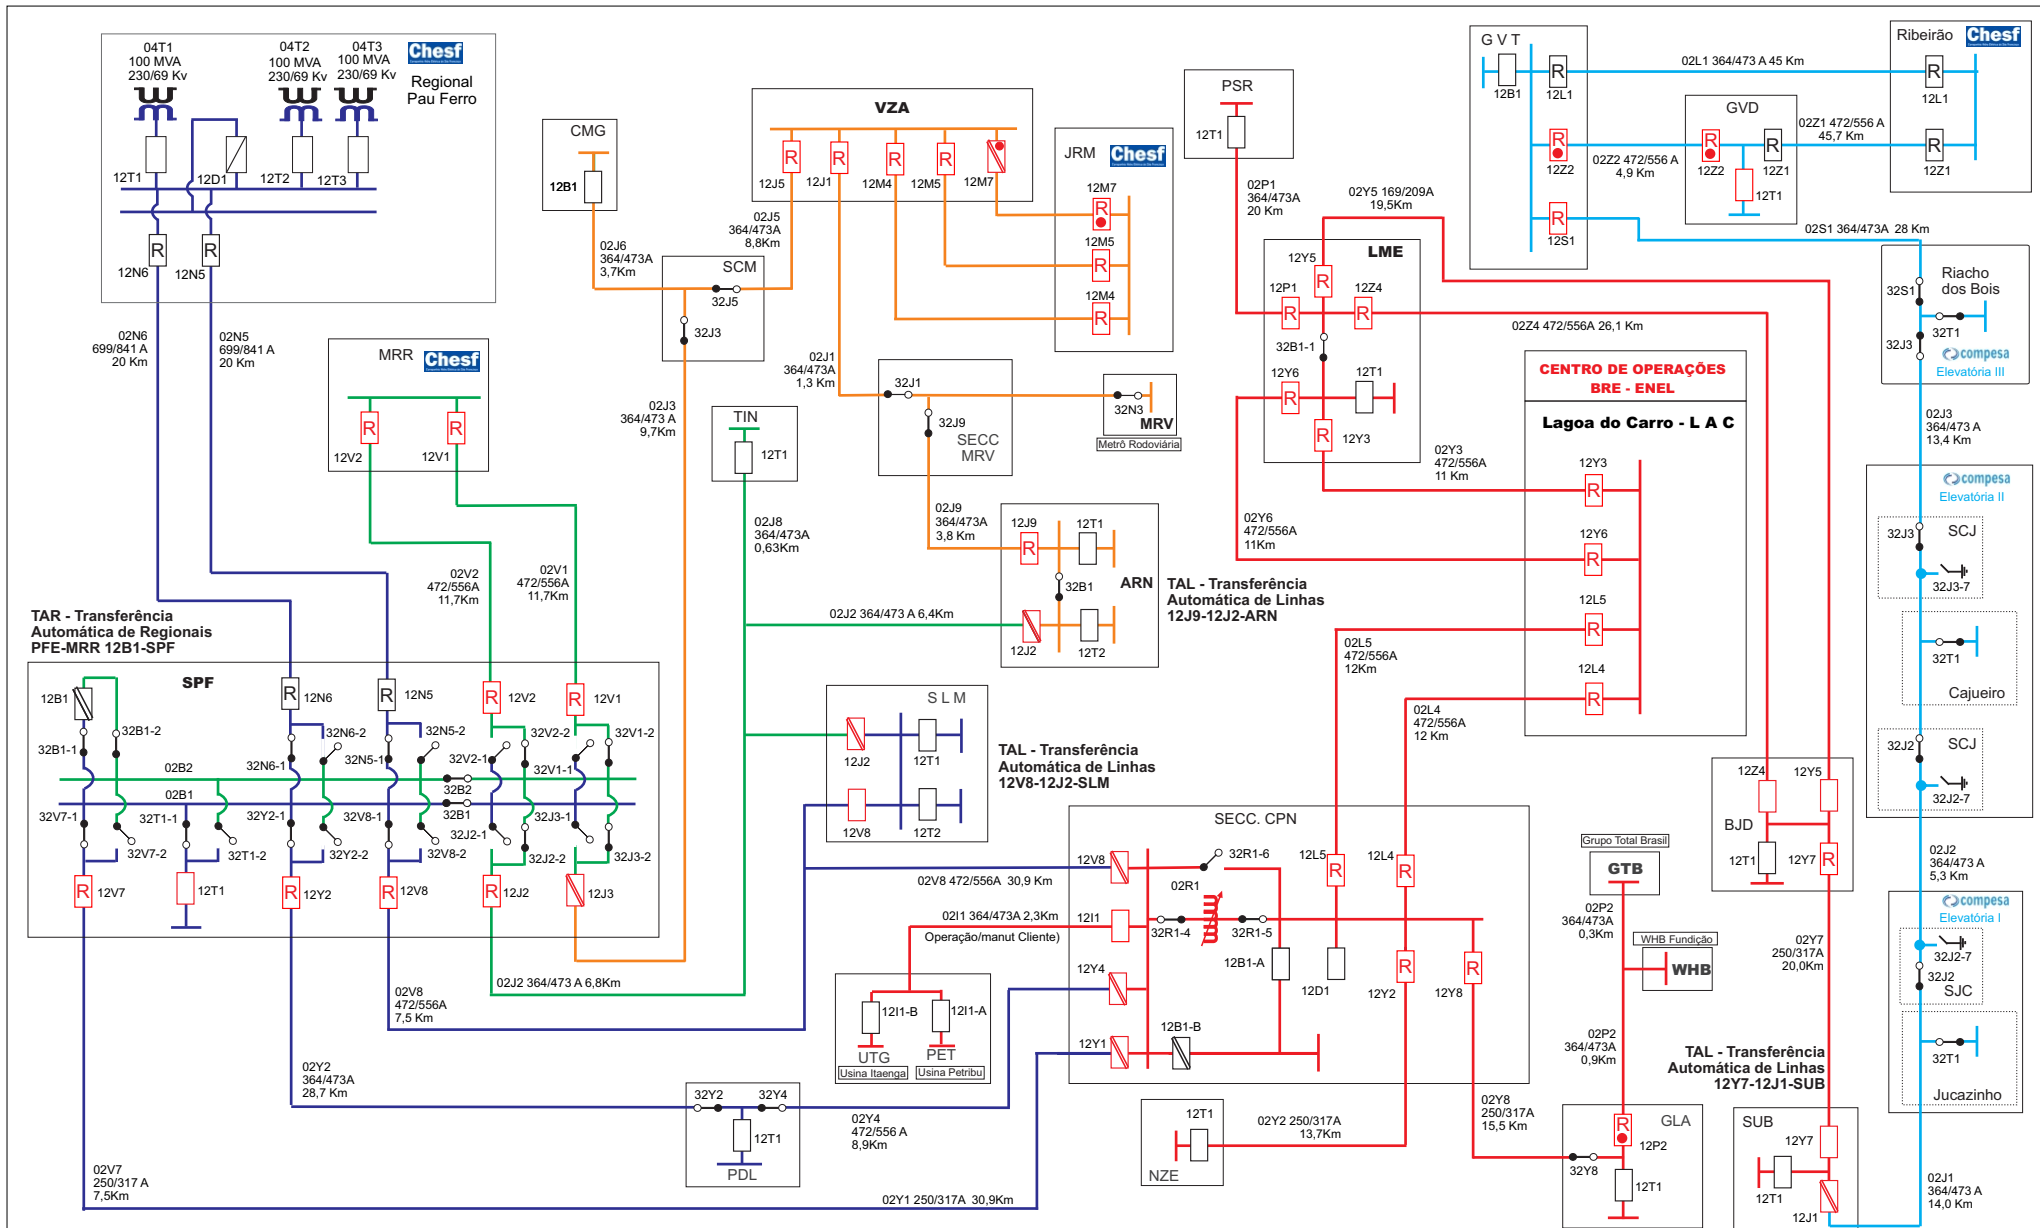 04T1
100 MVA
230/69 Kv
04T2
100 MVA
230/69 Kv
04T3
100 MVA
230/69 Kv
Chesf
Regional
Pau Ferro
12T1
12D1
12T2
12T3
R
R
12N6
12N5
02N6
699/841 A
20 Km
02N5
699/841 A
20 Km
MRR
Chesf
R
R
12V2
12V1
02V2
472/556A
11,7Km
02V1
472/556A
11,7Km
CMG
12B1
02J6
364/473A
3,7Km
SCM
32J5
32J3
02J5
364/473A
8,8Km
02J3
364/473 A
9,7Km
VZA
R
R
R
R
12J5
12J1
12M4
12M5
12M7
JRM
Chesf
12M7
R
12M5
R
12M4
R
02J1
364/473A
1,3 Km
32J1
32J9
SECC
MRV
32N3
MRV
Metrô Rodoviária
TIN
12T1
02J8
364/473A
0,63Km
02J9
364/473A
3,8 Km
12J9
R
12T1
32B1
ARN
12J2
12T2
02J2 364/473 A 6,4Km
TAL - Transferência
Automática de Linhas
12J9-12J2-ARN
TAR - Transferência
Automática de Regionais
PFE-MRR 12B1-SPF
SPF
12B1
32B1-1
32B1-2
R
12N6
R
12N5
R
12V2
R
12V1
32N6-2
32N6-1
32N5-2
32N5-1
32V2-2
32V2-1
32V1-2
32V1-1
02B2
32B2
02B1
32B1
32V7-1
32T1-1
32Y2-1
32V8-1
32J2-1
32J3-1
32V7-2
32T1-2
32Y2-2
32V8-2
32J2-2
32J3-2
R
12V7
12T1
R
12Y2
R
12V8
R
12J2
12J3
02J2 364/473 A 6,8Km
02V8
472/556A
7,5 Km
02Y2
364/473A
28,7 Km
02V7
250/317 A
7,5Km
S L M
12J2
12T1
12V8
12T2
TAL - Transferência
Automática de Linhas
12V8-12J2-SLM
32Y2
32Y4
12T1
PDL
02Y4
472/556 A
8,9Km
02Y1 250/317A 30,9Km
02V8 472/556A 30,9 Km
02I1 364/473A 2,3Km
Operação/manut Cliente)
12I1-B
12I1-A
UTG
PET
Usina Itaenga
Usina Petribu
SECC. CPN
12V8
32R1-6
02R1
12I1
32R1-4
32R1-5
12Y4
12B1-A
12Y1
12B1-B
12L5
R
12L4
R
12D1
R
12Y2
R
12Y8
12T1
NZE
02Y2 250/317A
13,7Km
02Y8
250/317A
15,5 Km
PSR
12T1
02P1
364/473A
20 Km
02Y5 169/209A
19,5Km
LME
12Y5
R
12P1
R
12Z4
R
32B1-1
12Y6
R
12T1
R
12Y3
02Z4 472/556A 26,1 Km
02Y3
472/556A
11 Km
02Y6
472/556A
11Km
CENTRO DE OPERAÇÕES
BRE - ENEL
Lagoa do Carro - L A C
12Y3
R
12Y6
R
12L5
R
12L4
R
02L5
472/556A
12Km
02L4
472/556A
12 Km
G V T
12B1
R
12L1
R
12Z2
R
12S1
02L1 364/473 A 45 Km
GVD
R
12Z2
R
12Z1
12T1
02Z2 472/556 A
4,9 Km
02Z1 472/556 A
45,7 Km
Ribeirão
Chesf
R
12L1
R
12Z1
02S1 364/473A 28 Km
Riacho
dos Bois
32S1
32T1
32J3
compesa
Elevatória III
02J3
364/473 A
13,4 Km
compesa
Elevatória II
SCJ
32J3
32J3-7
32T1
Cajueiro
SCJ
32J2
32J2-7
02J2
364/473 A
5,3 Km
compesa
Elevatória I
32J2-7
32J2
SJC
32T1
Jucazinho
02J1
364/473 A
14,0 Km
12Z4
12Y5
BJD
12T1
12Y7
R
02Y7
250/317A
20,0Km
Grupo Total Brasil
GTB
02P2
364/473A
0,3Km
WHB Fundição
WHB
02P2
364/473A
0,9Km
TAL - Transferência
Automática de Linhas
12Y7-12J1-SUB
GLA
R
12P2
32Y8
12T1
SUB
12Y7
12T1
12J1